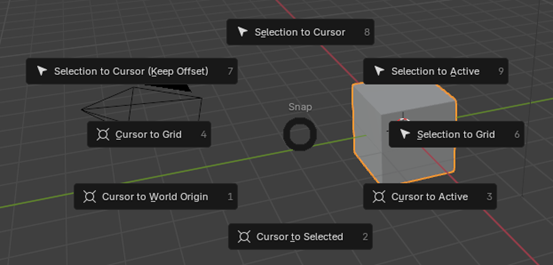 Selection to Cursor 8
Selection to Cursor (Keep Offset) 7
Selection to Active 9
Snap
Cursor to Grid 4
Selection to Grid 6
Cursor to World Origin 1
Cursor to Active 3
Cursor to Selected 2